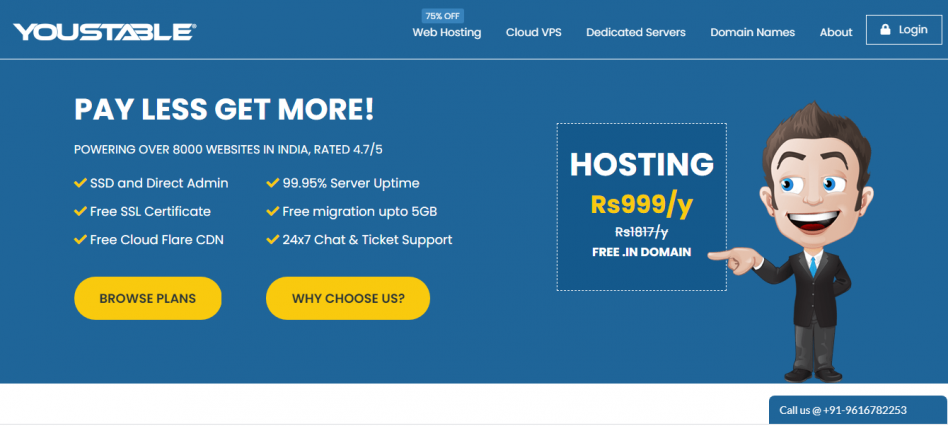 YOUSTABLE®
75% OFF
Web Hosting
Cloud VPS
Dedicated Servers
Domain Names
About
Login
PAY LESS GET MORE!
POWERING OVER 8000 WEBSITES IN INDIA, RATED 4.7/5
SSD and Direct Admin
99.95% Server Uptime
Free SSL Certificate
Free migration upto 5GB
Free Cloud Flare CDN
24x7 Chat & Ticket Support
BROWSE PLANS
WHY CHOOSE US?
HOSTING
Rs999/y
Rs1817/y
FREE .IN DOMAIN
Call us @ +91-9616782253